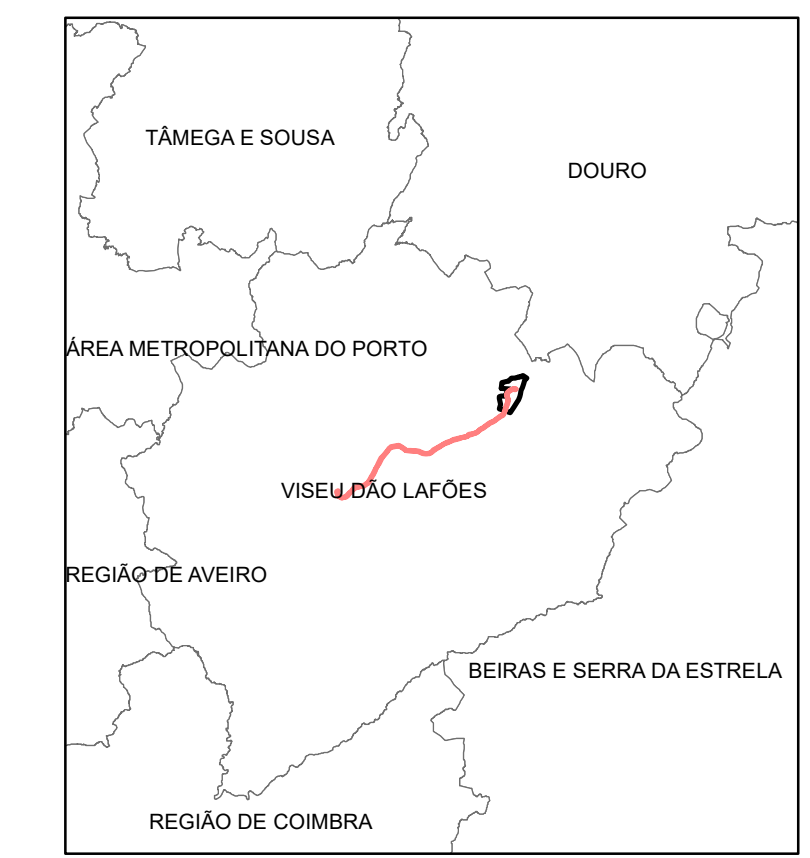 TÂMEGA E SOUSA
DOURO
ÁREA METROPOLITANA DO PORTO
VISEU DÃO LAFÕES
REGIÃO DE AVEIRO
BEIRAS E SERRA DA ESTRELA
REGIÃO DE COIMBRA